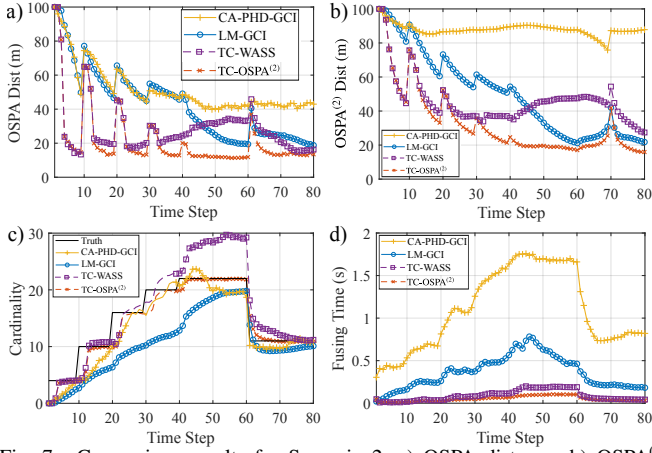 a)
100
80
60
40
20
0
OSPA Dist (m)
CA-PHD-GCI
LM-GCI
TC-WASS
TC-OSPA(2)
10 20 30 40 50 60 70 80
Time Step
b)
100
80
60
40
20
0
OSPA(2) Dist (m)
CA-PHD-GCI
LM-GCI
TC-WASS
TC-OSPA(2)
0 10 20 30 40 50 60 70 80
Time Step
c)
30
20
10
0
Cardinality
Truth
CA-PHD-GCI
LM-GCI
TC-WASS
TC-OSPA(2)
0 10 20 30 40 50 60 70 80
Time Step
d)
2
1.5
1
0.5
0
Fusing Time (s)
CA-PHD-GCI
LM-GCI
TC-WASS
TC-OSPA(2)
0 10 20 30 40 50 60 70 80
Time Step